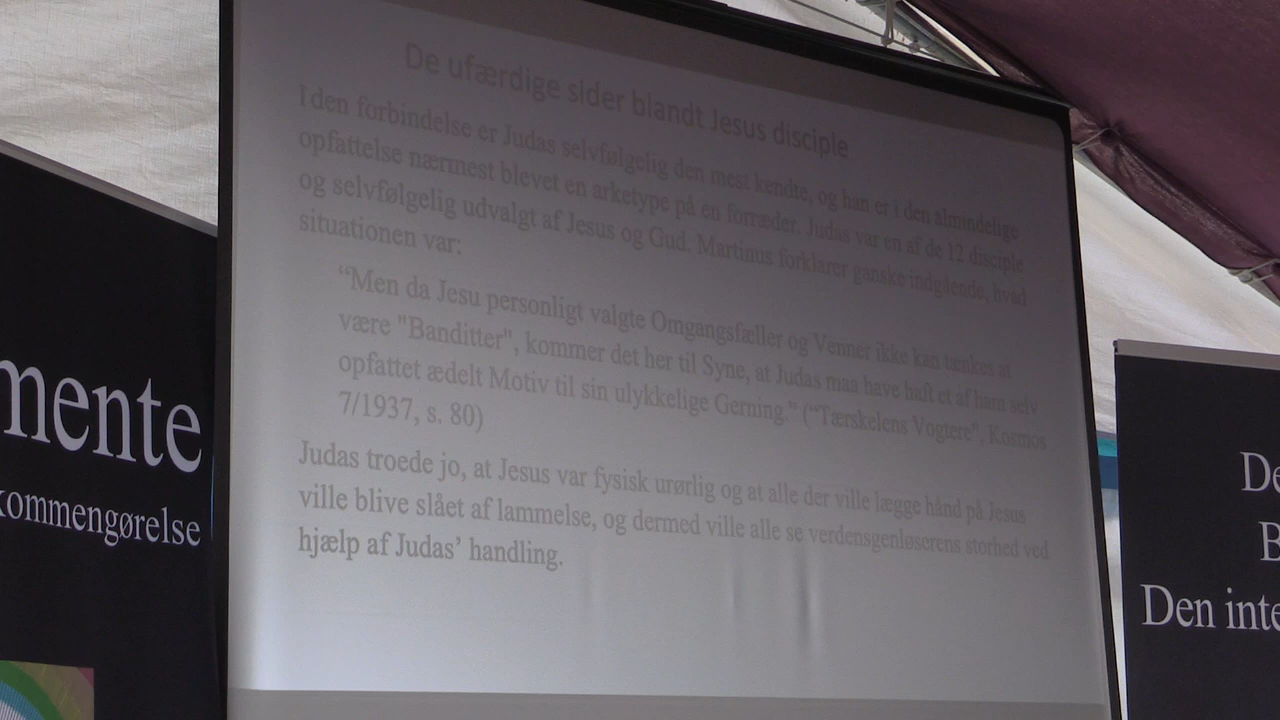 De ufærdige sider blandt Jesus disciple
I den forbindelse er Judas selvfølgelig den mest kendte, og han er i den almindelige
opfattelse nærmest blevet en arketype på en forræder. Judas var en af de 12 disciple
og selvfølgelig udvalgt af Jesus og Gud. Martinus forklarer ganske indgående, hvad
situationen var:
“Men da Jesu personligt valgte Omgangsfæller og Venner ikke kan tænkes at
være "Banditter", kommer det her til Syne, at Judas maa have haft et af ham selv
opfattet ædelt Motiv til sin ulykkelige Gerning.” (“Tærskelens Vogtere”, Kosmos
7/1937, s. 80)
Judas troede jo, at Jesus var fysisk urørlig og at alle der ville lægge hånd på Jesus
ville blive slået af lammelse, og dermed ville alle se verdensgenløserens storhed ved
hjælp af Judas’ handling.
mente
kommengørelse
De
B
Den inte